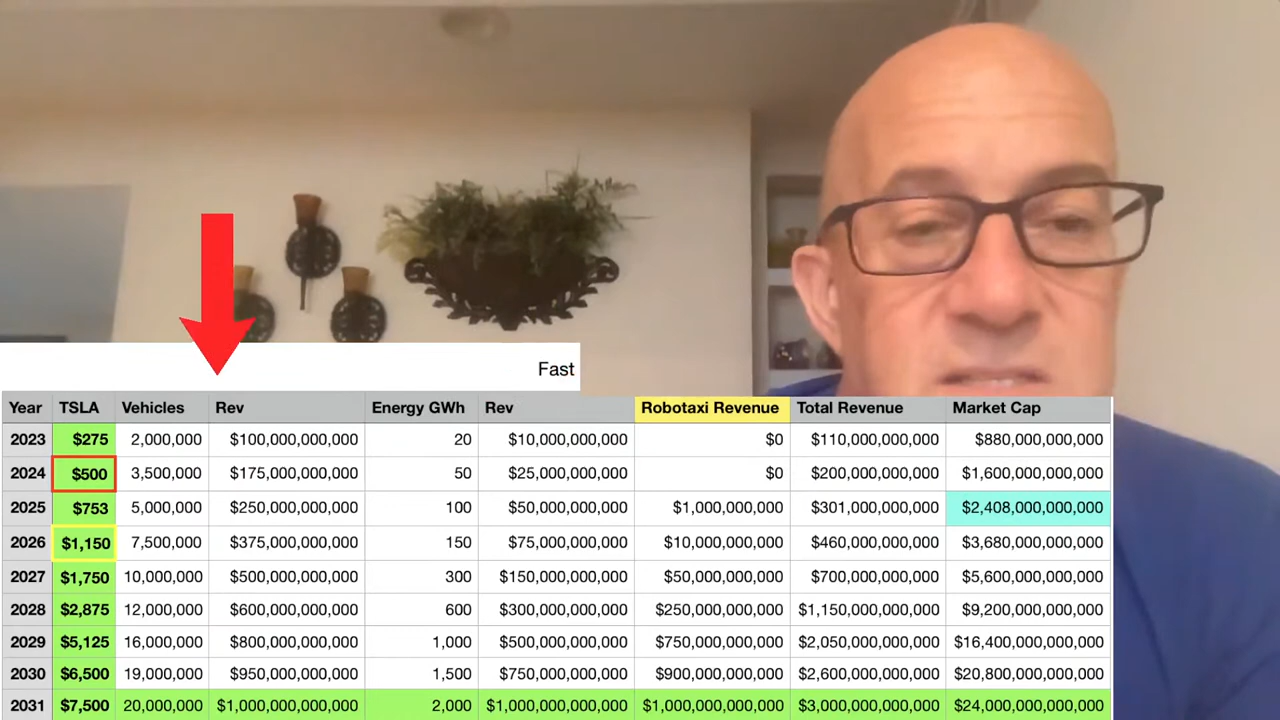 Fast
Year TSLA Vehicles Rev Energy GWh Rev Robotaxi Revenue Total Revenue Market Cap
2023 $275 2,000,000 $100,000,000,000 20 $10,000,000,000 $0 $110,000,000,000 $880,000,000,000
2024 $500 3,500,000 $175,000,000,000 50 $25,000,000,000 $0 $200,000,000,000 $1,600,000,000,000
2025 $753 5,000,000 $250,000,000,000 100 $50,000,000,000 $1,000,000,000 $301,000,000,000 $2,408,000,000,000
2026 $1,150 7,500,000 $375,000,000,000 150 $75,000,000,000 $10,000,000,000 $460,000,000,000 $3,680,000,000,000
2027 $1,750 10,000,000 $500,000,000,000 300 $150,000,000,000 $50,000,000,000 $700,000,000,000 $5,600,000,000,000
2028 $2,875 12,000,000 $600,000,000,000 600 $300,000,000,000 $250,000,000,000 $1,150,000,000,000 $9,200,000,000,000
2029 $5,125 16,000,000 $800,000,000,000 1,000 $500,000,000,000 $750,000,000,000 $2,050,000,000,000 $16,400,000,000,000
2030 $6,500 19,000,000 $950,000,000,000 1,500 $750,000,000,000 $900,000,000,000 $2,600,000,000,000 $20,800,000,000,000
2031 $7,500 20,000,000 $1,000,000,000,000 2,000 $1,000,000,000,000 $1,000,000,000,000 $3,000,000,000,000 $24,000,000,000,000